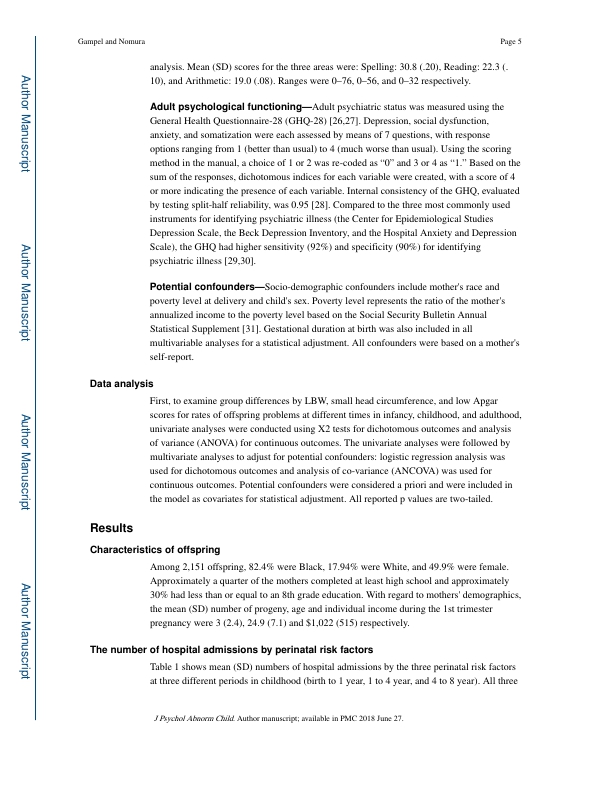 Gampel and Nomura
Page 5
analysis. Mean (SD) scores for the three areas were: Spelling: 30.8 (.20), Reading: 22.3 (.
10), and Arithmetic: 19.0 (.08). Ranges were 0–76, 0–56, and 0–32 respectively.
Adult psychological functioning—Adult psychiatric status was measured using the
General Health Questionnaire-28 (GHQ-28) [26,27]. Depression, social dysfunction,
anxiety, and somatization were each assessed by means of 7 questions, with response
options ranging from 1 (better than usual) to 4 (much worse than usual). Using the scoring
method in the manual, a choice of 1 or 2 was re-coded as “0” and 3 or 4 as “1.” Based on the
sum of the responses, dichotomous indices for each variable were created, with a score of 4
or more indicating the presence of each variable. Internal consistency of the GHQ, evaluated
by testing split-half reliability, was 0.95 [28]. Compared to the three most commonly used
instruments for identifying psychiatric illness (the Center for Epidemiological Studies
Depression Scale, the Beck Depression Inventory, and the Hospital Anxiety and Depression
Scale), the GHQ had higher sensitivity (92%) and specificity (90%) for identifying
psychiatric illness [29,30].
Potential confounders—Socio-demographic confounders include mother's race and
poverty level at delivery and child's sex. Poverty level represents the ratio of the mother's
annualized income to the poverty level based on the Social Security Bulletin Annual
Statistical Supplement [31]. Gestational duration at birth was also included in all
multivariable analyses for a statistical adjustment. All confounders were based on a mother's
self-report.
Data analysis
First, to examine group differences by LBW, small head circumference, and low Apgar
scores for rates of offspring problems at different times in infancy, childhood, and adulthood,
univariate analyses were conducted using X2 tests for dichotomous outcomes and analysis
of variance (ANOVA) for continuous outcomes. The univariate analyses were followed by
multivariate analyses to adjust for potential confounders: logistic regression analysis was
used for dichotomous outcomes and analysis of co-variance (ANCOVA) was used for
continuous outcomes. Potential confounders were considered a priori and were included in
the model as covariates for statistical adjustment. All reported p values are two-tailed.
Results
Characteristics of offspring
Among 2,151 offspring, 82.4% were Black, 17.94% were White, and 49.9% were female.
Approximately a quarter of the mothers completed at least high school and approximately
30% had less than or equal to an 8th grade education. With regard to mothers' demographics,
the mean (SD) number of progeny, age and individual income during the 1st trimester
pregnancy were 3 (2.4), 24.9 (7.1) and $1,022 (515) respectively.
The number of hospital admissions by perinatal risk factors
Table 1 shows mean (SD) numbers of hospital admissions by the three perinatal risk factors
at three different periods in childhood (birth to 1 year, 1 to 4 year, and 4 to 8 year). All three
J Psychol Abnorm Child. Author manuscript; available in PMC 2018 June 27.
Author Manuscript
Author Manuscript
Author Manuscript
Author Manuscript